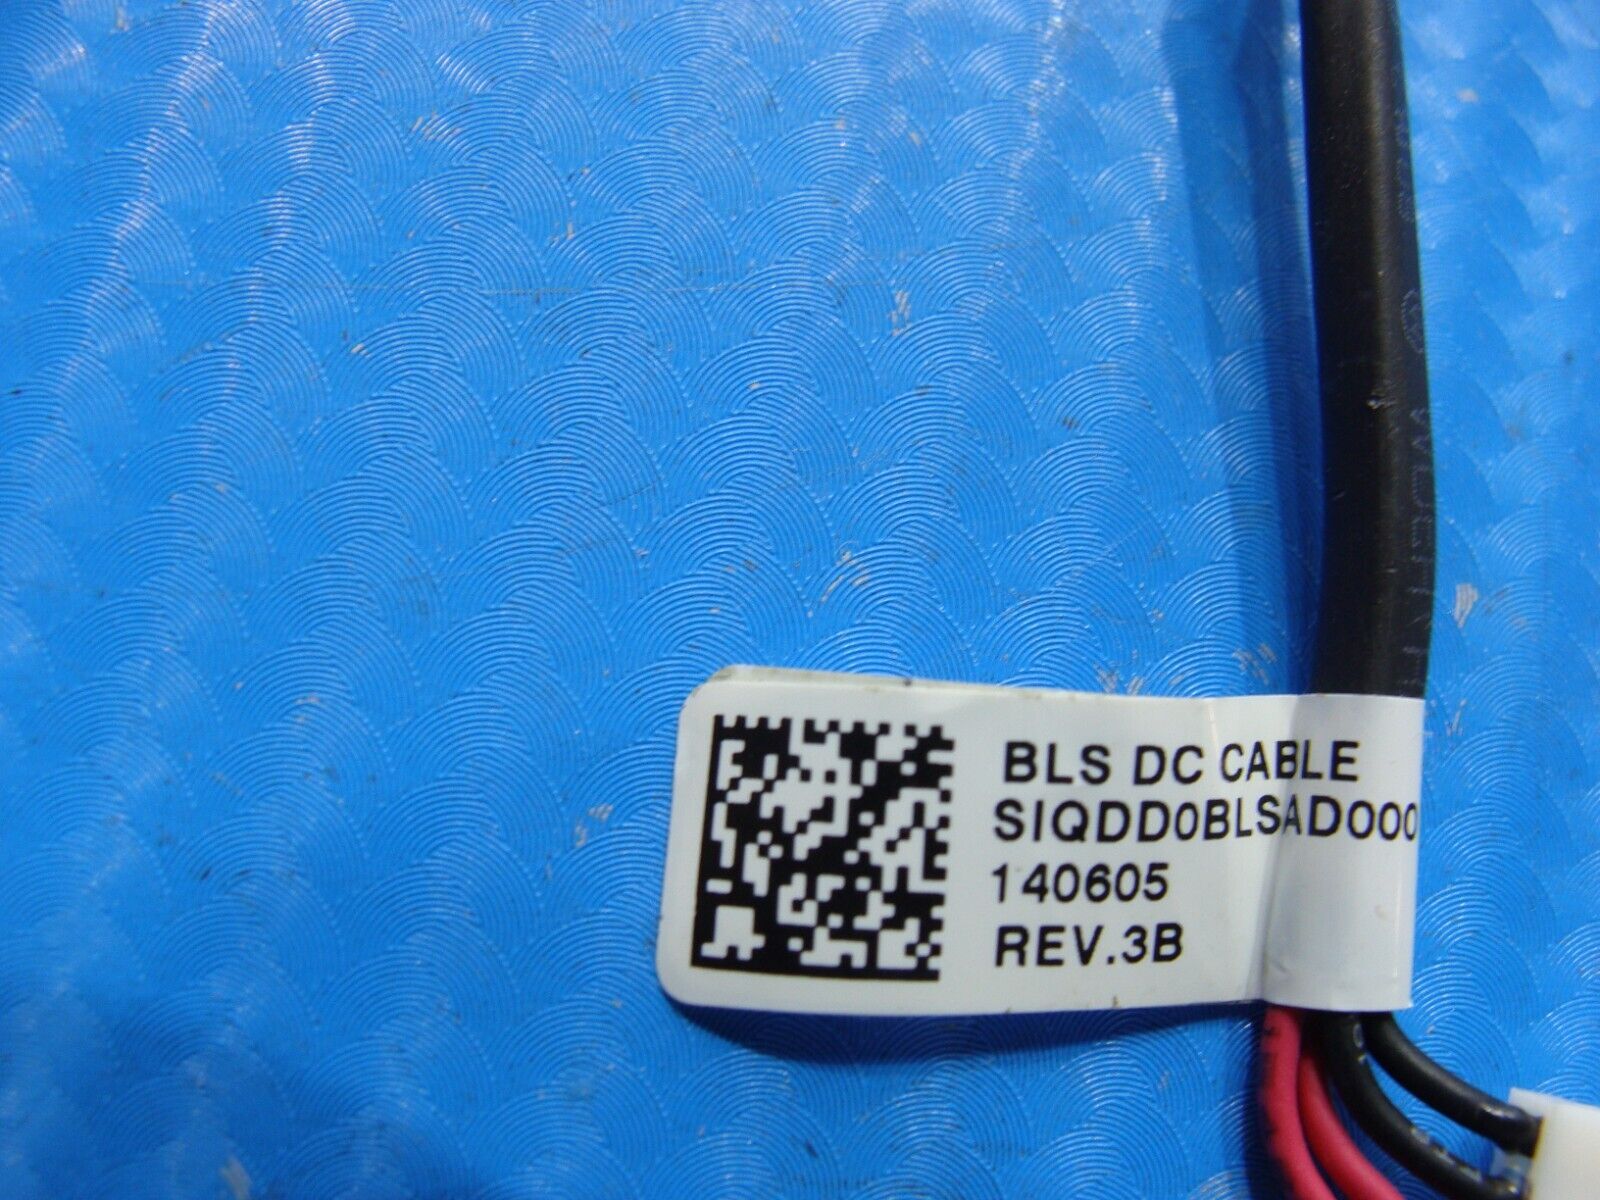 BLS DC CABLE
SIQDD0BLSAD000
140605
REV.3B